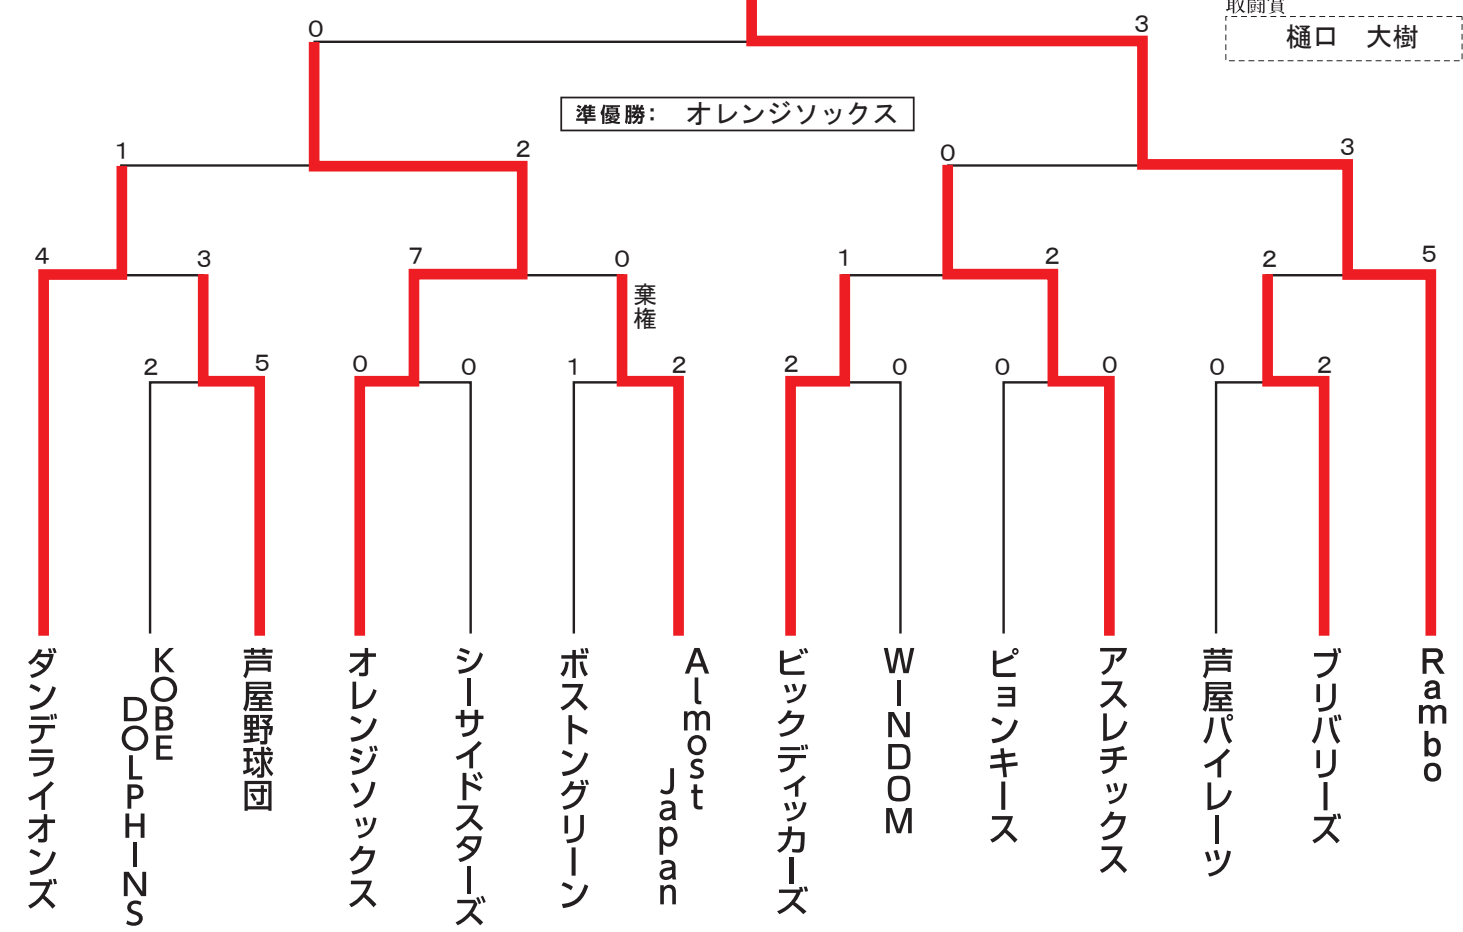 取闘賞
樋口　大樹
0
3
準優勝：　オレンジソックス
1
2
0
3
4
3
7
0
1
2
2
5
棄権
2
5
0
0
1
2
2
0
0
0
0
2
ダンデライオンズ
KOBE
DOLPHINS
芦屋野球団
オレンジソックス
シーサイドスターズ
ボストングリーン
Almost
Japan
ビックディッカーズ
WINDOM
ピョンキース
アスレチックス
芦屋パイレーツ
ブリバリーズ
Rambo